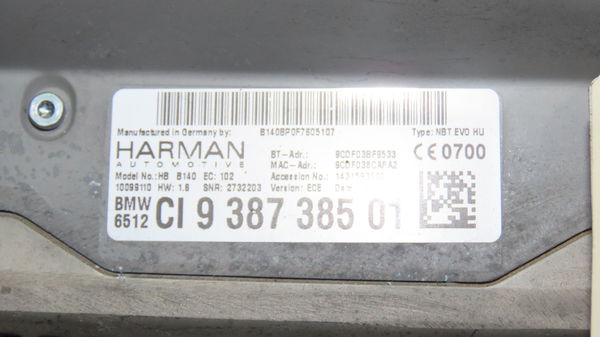 Manufactured in Germany by: B140BP0F7605107 Type: NBT EVO HU
HARMAN BT-Adr.: 9CDF03BF9533 CE 0700
AUTOMOTIVE MAC-Adr.:
Model No.: HB B140 EC: 102 Accession No.:
10099110 HW: 1.6 SNR: 2732203 Version: ECE
BMW
6512 CI 9 387 385 01